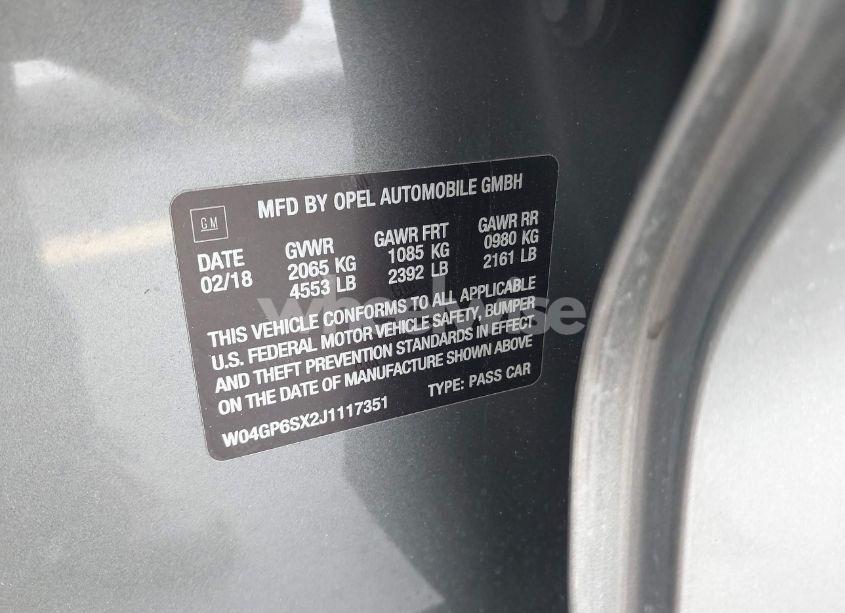 GM
MFD BY OPEL AUTOMOBILE GMBH
DATE GVWR GAWR FRT GAWR RR
02/18 2065 KG 1085 KG 0980 KG
4553 LB 2392 LB 2161 LB
THIS VEHICLE CONFORMS TO ALL APPLICABLE
U.S. FEDERAL MOTOR VEHICLE SAFETY, BUMPER
AND THEFT PREVENTION STANDARDS IN EFFECT
ON THE DATE OF MANUFACTURE SHOWN ABOVE
W04GP6SX2J1117351 TYPE: PASS CAR
wheelwise